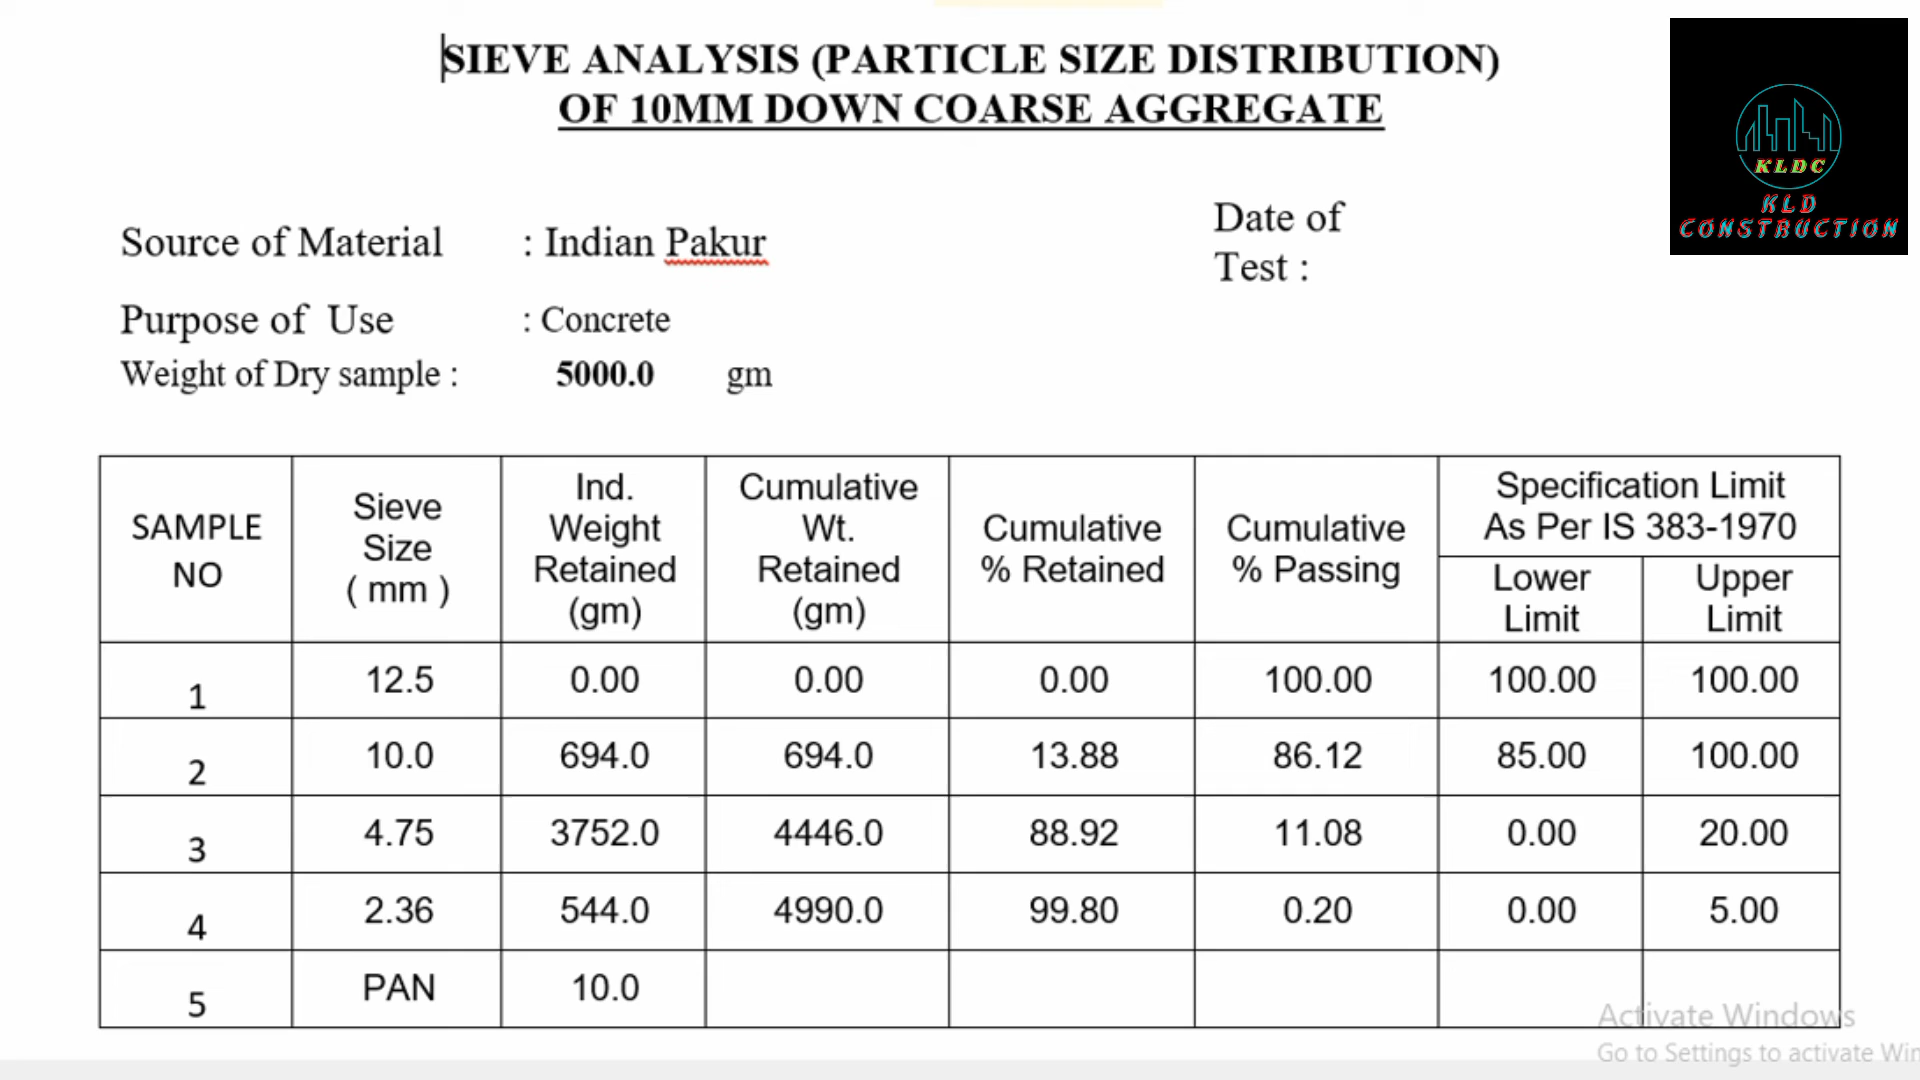 SIEVE ANALYSIS (PARTICLE SIZE DISTRIBUTION)
OF 10MM DOWN COARSE AGGREGATE
KLDC
KLD
CONSTRUCTION
Source of Material : Indian Pakur
Date of
Test :
Purpose of Use : Concrete
Weight of Dry sample : 5000.0 gm
SAMPLE
NO
Sieve
Size
( mm )
Ind.
Weight
Retained
(gm)
Cumulative
Wt.
Retained
(gm)
Cumulative
% Retained
Cumulative
% Passing
Specification Limit
As Per IS 383-1970
Lower
Limit
Upper
Limit
1 12.5 0.00 0.00 0.00 100.00 100.00 100.00
2 10.0 694.0 694.0 13.88 86.12 85.00 100.00
3 4.75 3752.0 4446.0 88.92 11.08 0.00 20.00
4 2.36 544.0 4990.0 99.80 0.20 0.00 5.00
5 PAN 10.0
Activate Windows
Go to Settings to activate